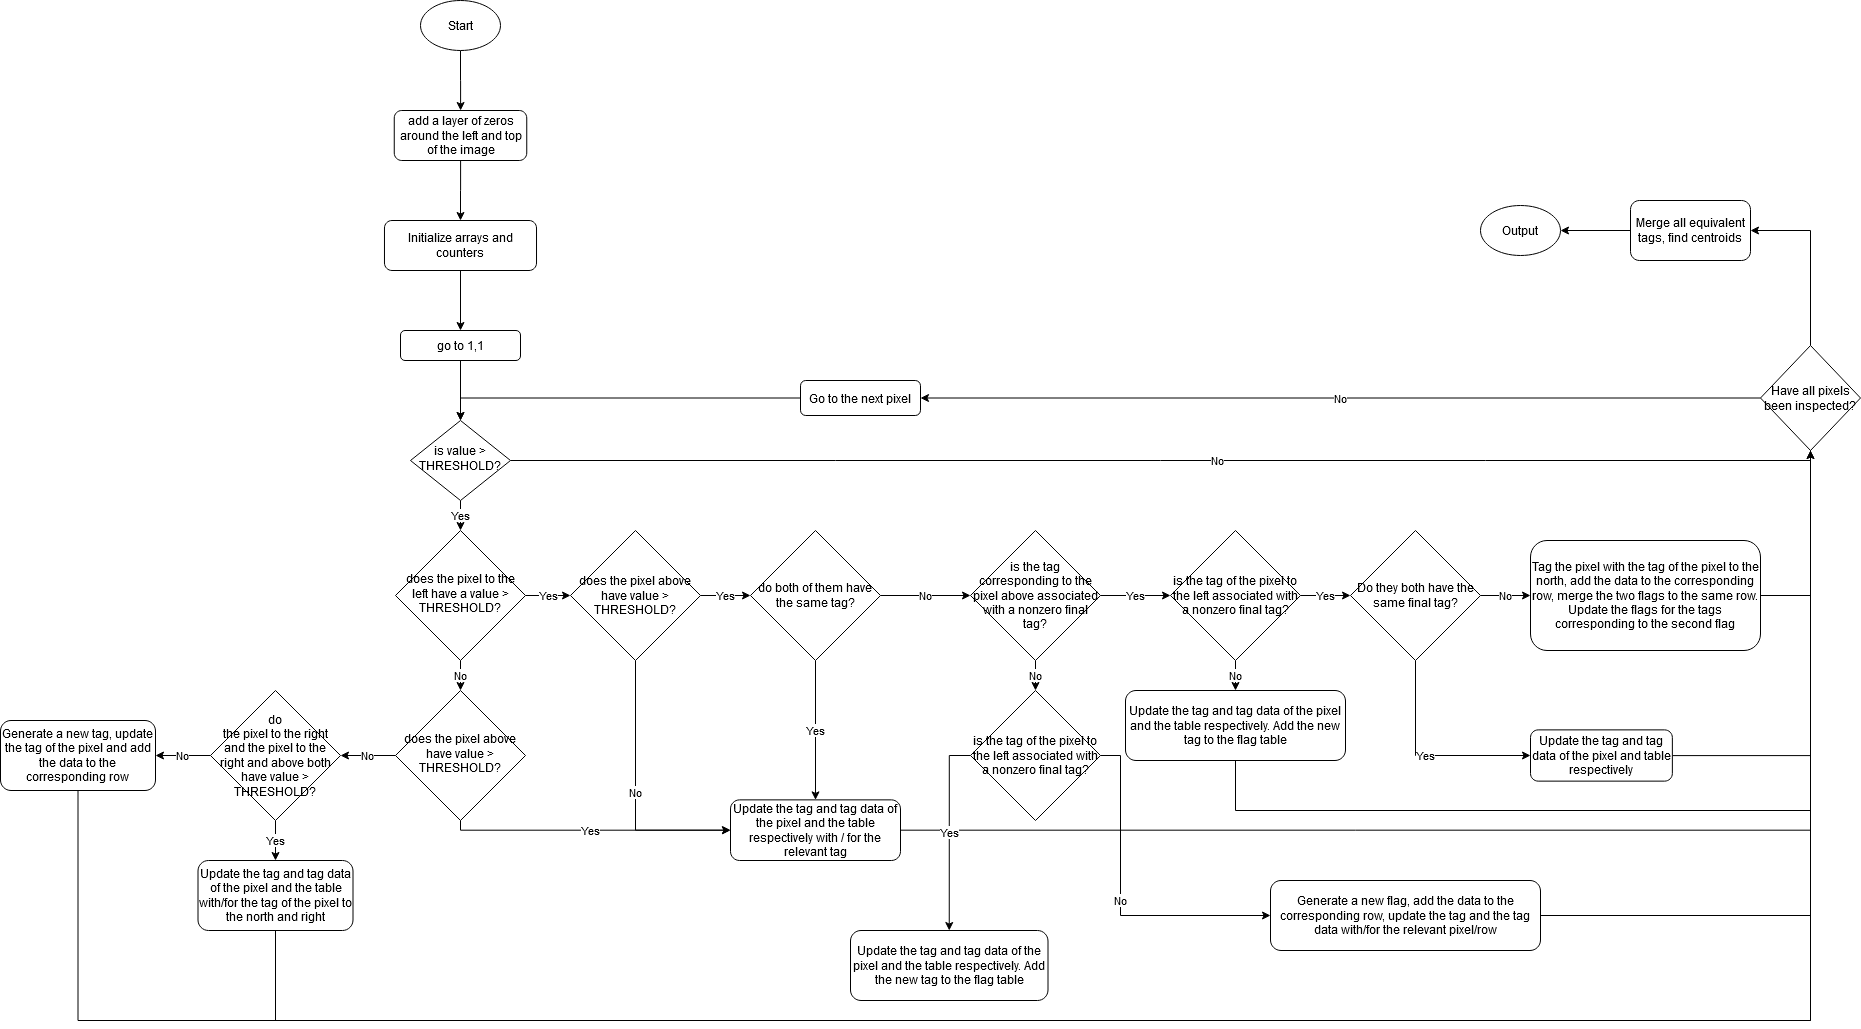 Start
add a layer of zeros
around the left and top
of the image
Initialize arrays and
counters
go to 1,1
Merge all equivalent
tags, find centroids
Output
Have all pixels
been inspected?
No
Go to the next pixel
is value >
THRESHOLD?
No
Yes
does the pixel to the
left have a value >
THRESHOLD?
Yes
does the pixel above
have value >
THRESHOLD?
Yes
do both of them have
the same tag?
No
is the tag
corresponding to the
pixel above associated
with a nonzero final
tag?
Yes
is the tag of the pixel to
the left associated with
a nonzero final tag?
Yes
Do they both have the
same final tag?
No
Tag the pixel with the tag of the pixel to the
north, add the data to the corresponding
row, merge the two flags to the same row.
Update the flags for the tags
corresponding to the second flag
No
No
No
Generate a new tag, update
the tag of the pixel and add
the data to the
corresponding row
No
do
the pixel to the right
and the pixel to the
right and above both
have value >
THRESHOLD?
No
does the pixel above
have value >
THRESHOLD?
Yes
No
is the tag of the pixel to
the left associated with
a nonzero final tag?
Update the tag and tag data of the pixel
and the table respectively. Add the new
tag to the flag table
Yes
Update the tag and tag
data of the pixel and table
respectively
Yes
Yes
Update the tag and tag data of
the pixel and the table
respectively with / for the
relevant tag
Yes
Update the tag and tag data
of the pixel and the table
with/for the tag of the pixel to
the north and right
No
Generate a new flag, add the data to the
corresponding row, update the tag and the tag
data with/for the relevant pixel/row
Update the tag and tag data of the
pixel and the table respectively. Add
the new tag to the flag table